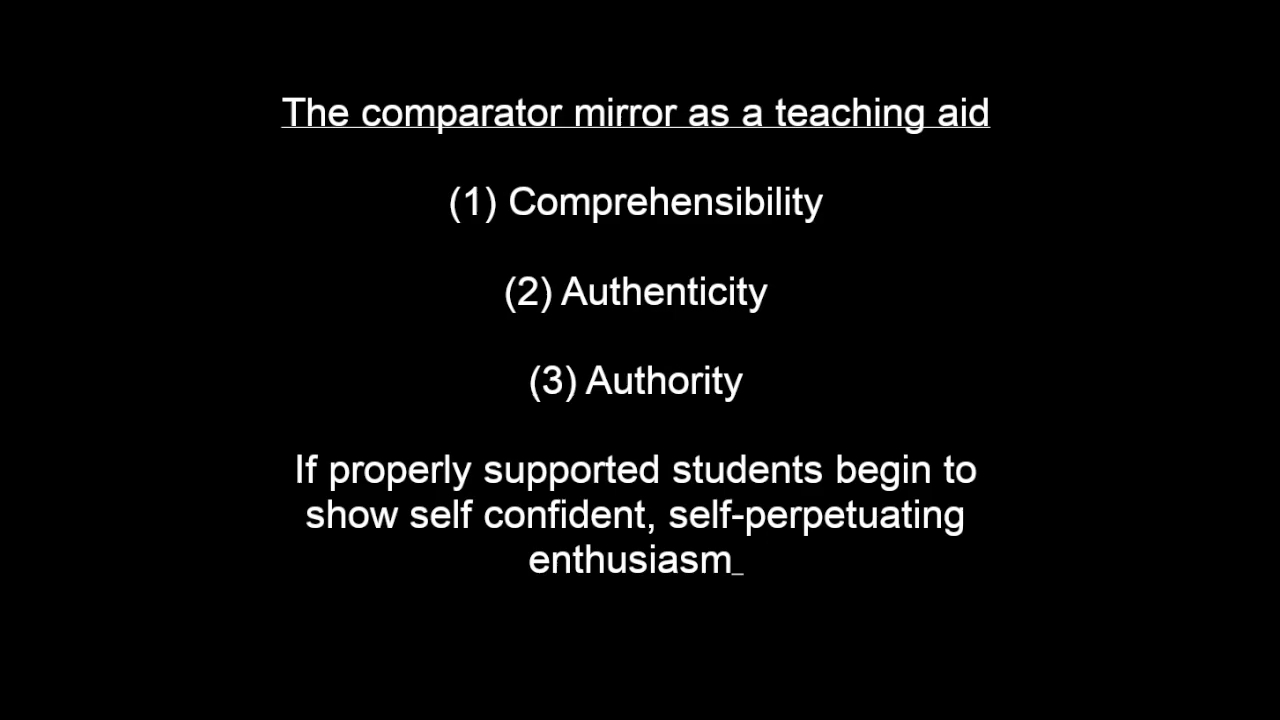 The comparator mirror as a teaching aid
(1) Comprehensibility
(2) Authenticity
(3) Authority
If properly supported students begin to
show self confident, self-perpetuating
enthusiasm_